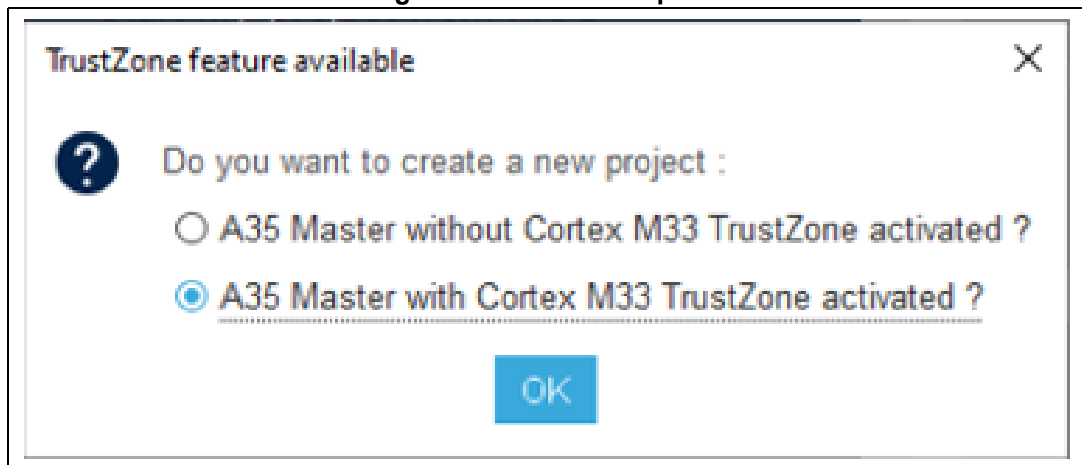 TrustZone feature available
Do you want to create a new project :
A35 Master without Cortex M33 TrustZone activated ?
A35 Master with Cortex M33 TrustZone activated ?
OK